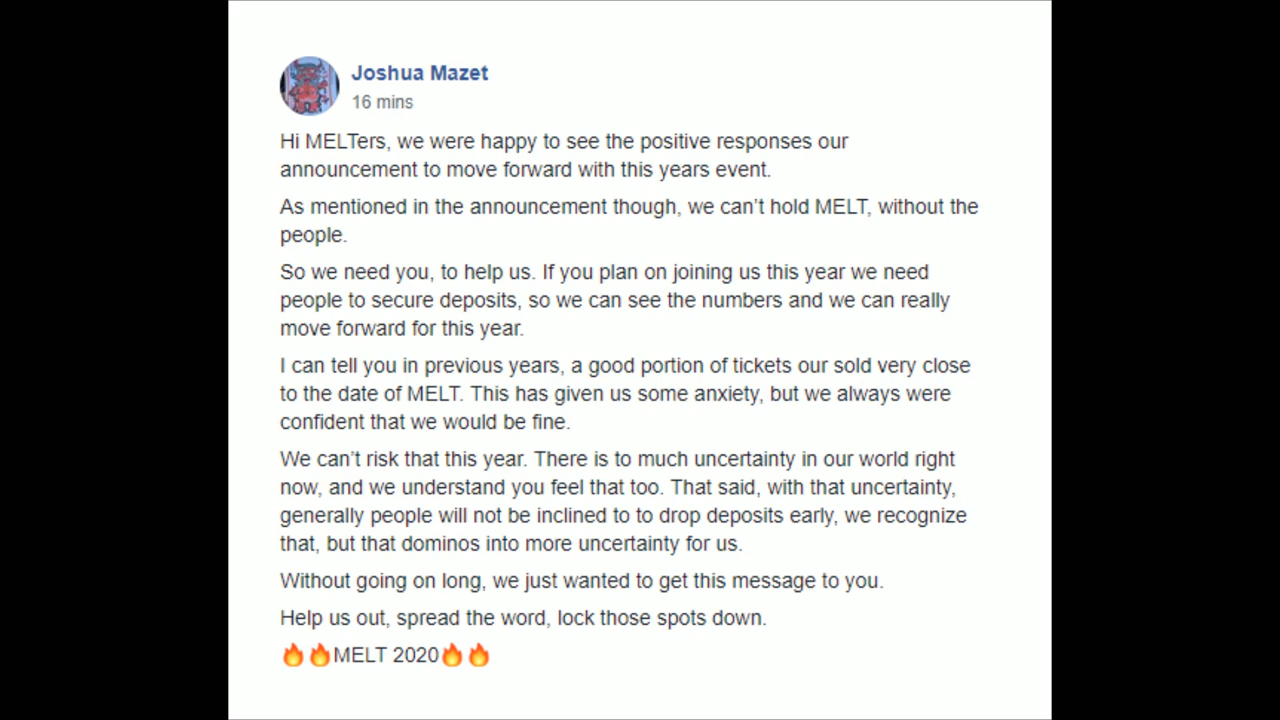 Joshua Mazet
16 mins
Hi MELTers, we were happy to see the positive responses our
announcement to move forward with this years event.
As mentioned in the announcement though, we can't hold MELT, without the
people.
So we need you, to help us. If you plan on joining us this year we need
people to secure deposits, so we can see the numbers and we can really
move forward for this year.
I can tell you in previous years, a good portion of tickets our sold very close
to the date of MELT. This has given us some anxiety, but we always were
confident that we would be fine.
We can't risk that this year. There is to much uncertainty in our world right
now, and we understand you feel that too. That said, with that uncertainty,
generally people will not be inclined to to drop deposits early, we recognize
that, but that dominos into more uncertainty for us.
Without going on long, we just wanted to get this message to you.
Help us out, spread the word, lock those spots down.
🔥🔥MELT 2020🔥🔥